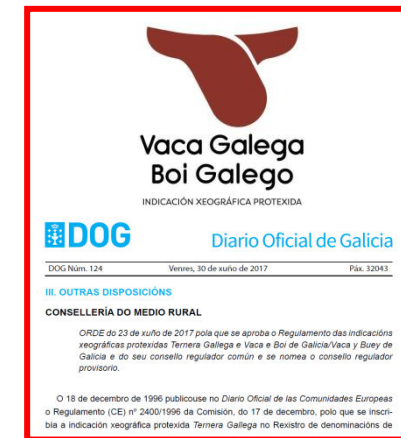 Vaca Galega
Boi Galego
INDICACIÓN XEOGRÁFICA PROTEXIDA
DOG
Diario Oficial de Galicia
DOG Núm. 124 Venres, 30 de xuño de 2017 Páx. 32043
III. OUTRAS DISPOSICIÓNS
CONSELLERÍA DO MEDIO RURAL
ORDE do 23 de xuño de 2017 pola que se aproba o Regulamento das indicacións
xeográficas protexidas Ternera Gallega e Vaca e Boi de Galicia/Vaca y Buey de
Galicia e do seu consello regulador común e se nomea o consello regulador
provisorio.
O 18 de decembro de 1996 publicouse no Diario Oficial de las Comunidades Europeas
o Regulamento (CE) nº 2400/1996 da Comisión, do 17 de decembro, polo que se inscri-
bía a indicación xeográfica protexida Ternera Gallega no Rexistro de denominacións de